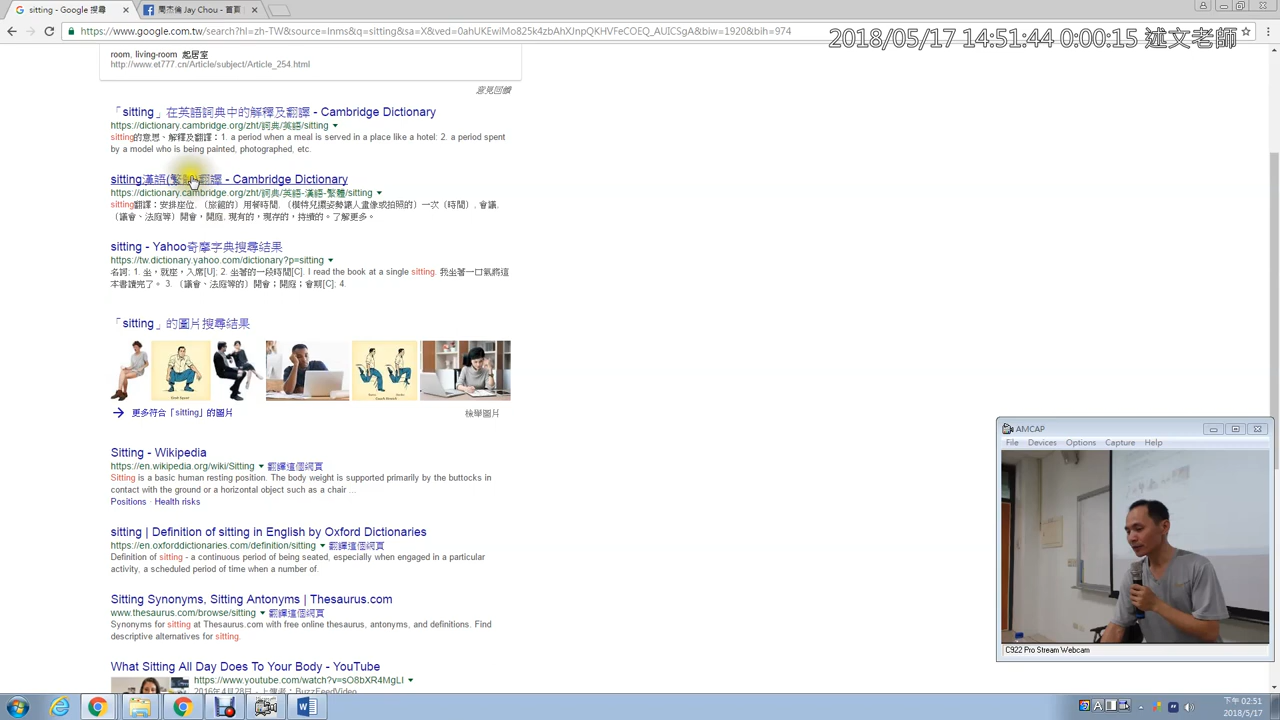 sitting - Google 搜尋
周杰倫 Jay Chou - 首頁
https://www.google.com.tw/search?hl=zh-TW&source=lnms&q=sitting&sa=X&ved=0ahUKEwiMo825k4zbAhXJnpQKHVFeCOEQ_AUICSgA&biw=1920&bih=974
2018/05/17 14:51:44 0:00:15 述文老師
room, living-room 起居室
http://www.et777.cn/Article/subject/Article_254.html
意見回饋
「sitting」在英語詞典中的解釋及翻譯 - Cambridge Dictionary
https://dictionary.cambridge.org/zht/詞典/英語/sitting
sitting的意思、解釋及翻譯：1. a period when a meal is served in a place like a hotel: 2. a period spent
by a model who is being painted, photographed, etc.
sitting漢語(繁體)翻譯 - Cambridge Dictionary
https://dictionary.cambridge.org/zht/詞典/英語-漢語-繁體/sitting
sitting翻譯：安排座位, （旅館的）用餐時間, （模特兒擺姿勢讓人畫像或拍照的）一次（時間）, 會議,
（議會、法庭等）開會，開庭, 現有的，現存的，持續的。了解更多。
sitting - Yahoo奇摩字典搜尋結果
https://tw.dictionary.yahoo.com/dictionary?p=sitting
名詞: 1. 坐，就座，入席[U]; 2. 坐著的一段時間[C]. I read the book at a single sitting. 我坐著一口氣將這
本書讀完了。 3. （議會、法庭等的）開會；開庭；會期[C]; 4.
「sitting」的圖片搜尋結果
更多符合「sitting」的圖片
檢舉圖片
Sitting - Wikipedia
https://en.wikipedia.org/wiki/Sitting 翻譯這個網頁
Sitting is a basic human resting position. The body weight is supported primarily by the buttocks in
contact with the ground or a horizontal object such as a chair ...
Positions · Health risks
sitting | Definition of sitting in English by Oxford Dictionaries
https://en.oxforddictionaries.com/definition/sitting 翻譯這個網頁
Definition of sitting - a continuous period of being seated, especially when engaged in a particular
activity, a scheduled period of time when a number of.
Sitting Synonyms, Sitting Antonyms | Thesaurus.com
www.thesaurus.com/browse/sitting 翻譯這個網頁
Synonyms for sitting at Thesaurus.com with free online thesaurus, antonyms, and definitions. Find
descriptive alternatives for sitting.
What Sitting All Day Does To Your Body - YouTube
https://www.youtube.com/watch?v=sO8bXR4MgLI
2016年4月28日 - 上傳者：BuzzFeedVideo
AMCAP
File Devices Options Capture Help
C922 Pro Stream Webcam
下午 02:51
2018/5/17